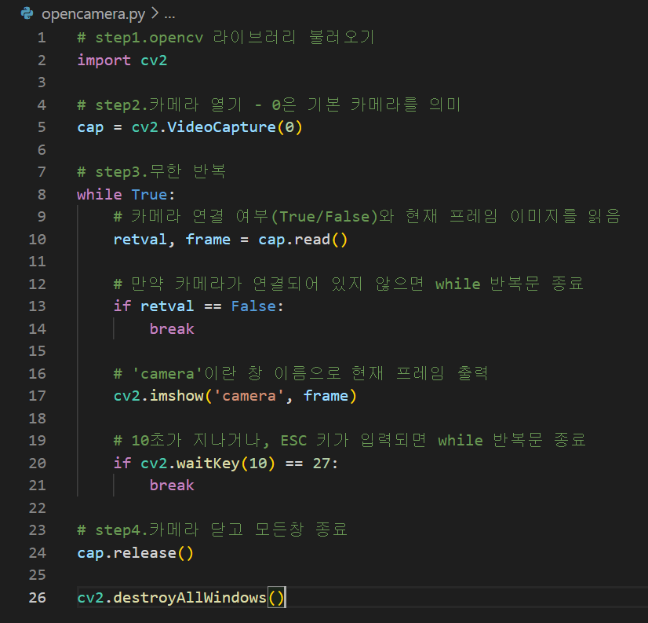 opencamera.py > ...
1 # step1.opencv 라이브러리 불러오기
2 import cv2
3
4 # step2.카메라 열기 - 0은 기본 카메라를 의미
5 cap = cv2.VideoCapture(0)
6
7 # step3.무한 반복
8 while True:
9 # 카메라 연결 여부(True/False)와 현재 프레임 이미지를 읽음
10 retval, frame = cap.read()
11
12 # 만약 카메라가 연결되어 있지 않으면 while 반복문 종료
13 if retval == False:
14 break
15
16 # 'camera'이란 창 이름으로 현재 프레임 출력
17 cv2.imshow('camera', frame)
18
19 # 10초가 지나거나, ESC 키가 입력되면 while 반복문 종료
20 if cv2.waitKey(10) == 27:
21 break
22
23 # step4.카메라 닫고 모든창 종료
24 cap.release()
25
26 cv2.destroyAllWindows()